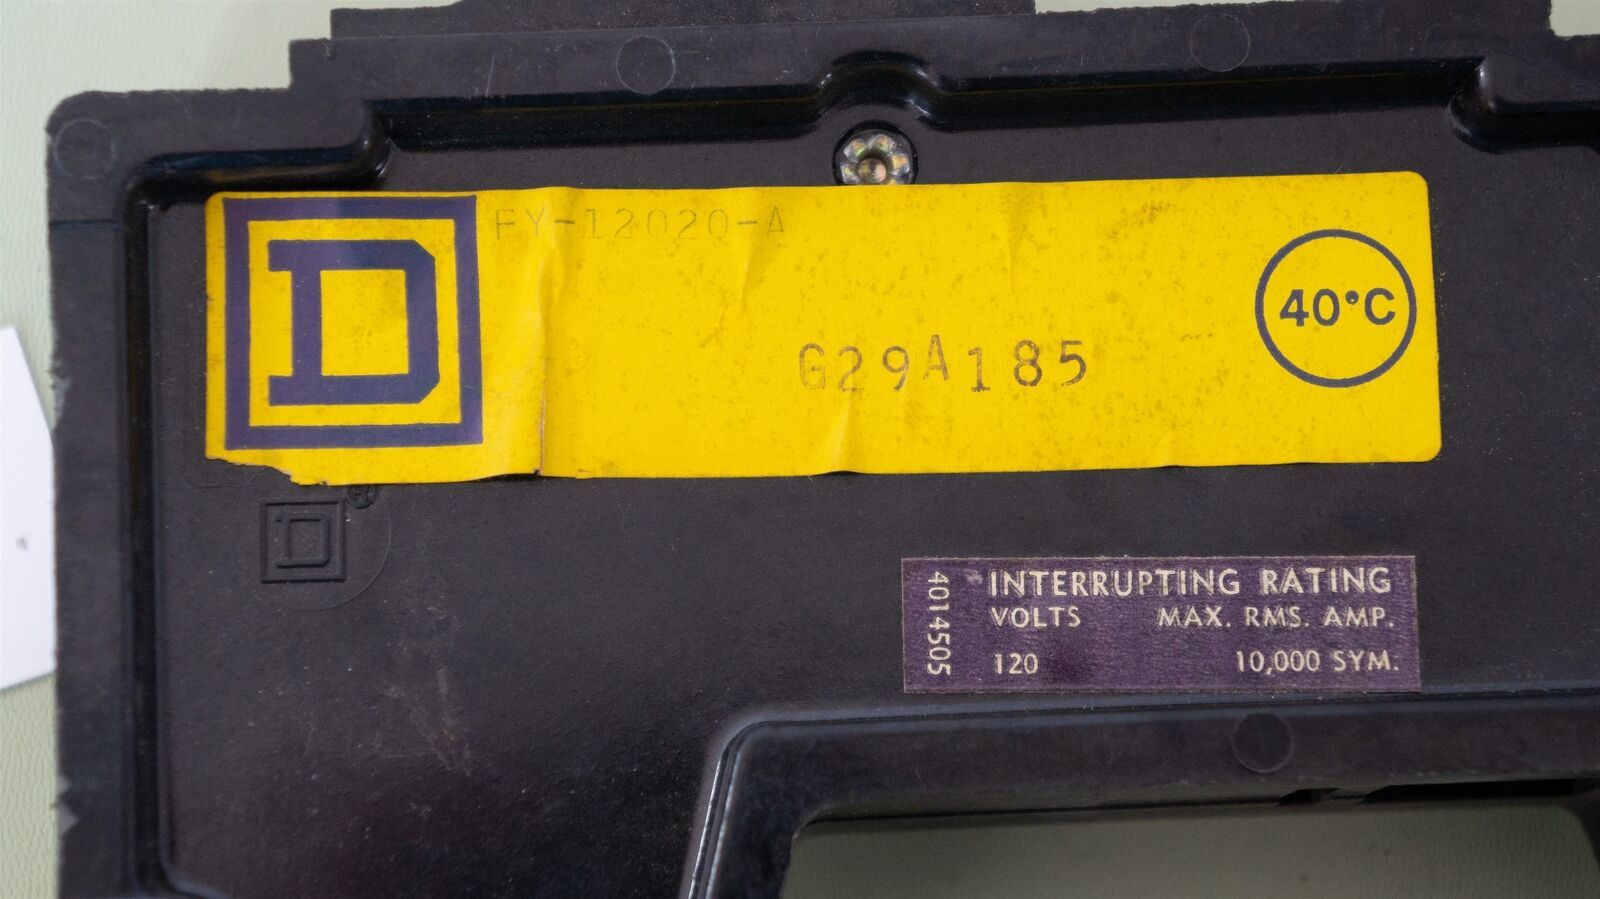 D
FY-12020-A
40°C
G29A185
D ®
4014505
INTERRUPTING RATING
VOLTS MAX. RMS. AMP.
120 10,000 SYM.